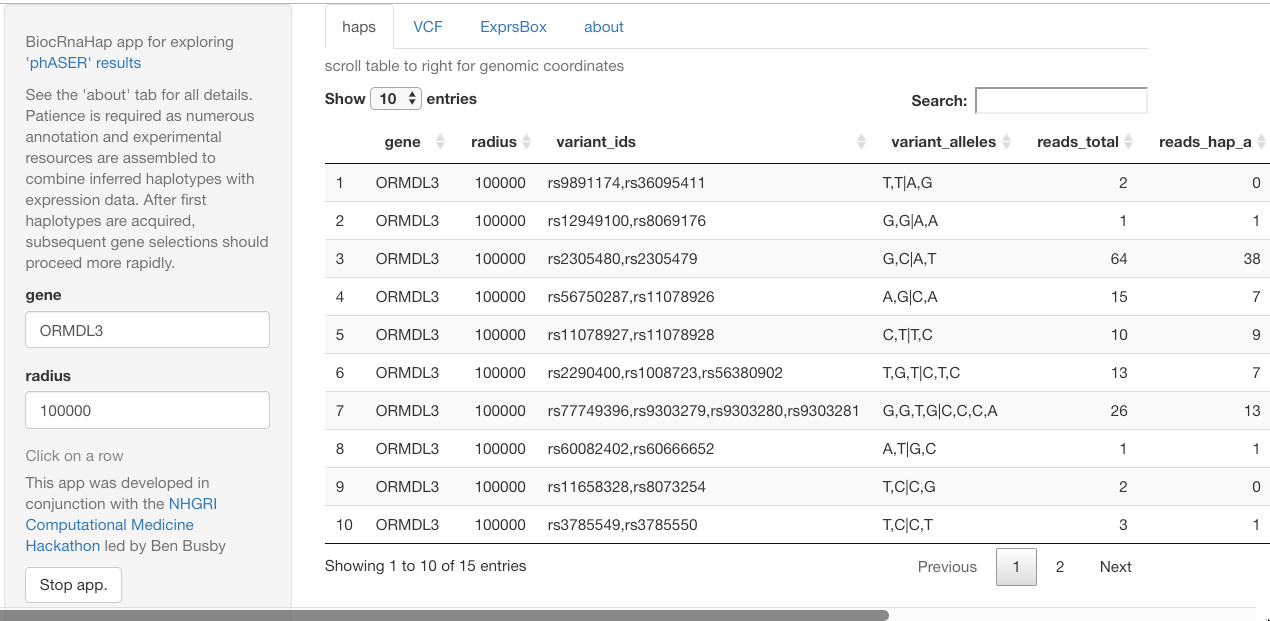 BiocRnaHap app for exploring
'phASER' results
See the 'about' tab for all details.
Patience is required as numerous
annotation and experimental
resources are assembled to
combine inferred haplotypes with
expression data. After first
haplotypes are acquired,
subsequent gene selections should
proceed more rapidly.
gene
ORMDL3
radius
100000
Click on a row
This app was developed in
conjunction with the NHGRI
Computational Medicine
Hackathon led by Ben Busby
Stop app.
haps VCF ExprsBox about
scroll table to right for genomic coordinates
Show 10 entries Search:
gene radius variant_ids variant_alleles reads_total reads_hap_a
1 ORMDL3 100000 rs9891174,rs36095411 T,T|A,G 2 0
2 ORMDL3 100000 rs12949100,rs8069176 G,G|A,A 1 1
3 ORMDL3 100000 rs2305480,rs2305479 G,C|A,T 64 38
4 ORMDL3 100000 rs56750287,rs11078926 A,G|C,A 15 7
5 ORMDL3 100000 rs11078927,rs11078928 C,T|T,C 10 9
6 ORMDL3 100000 rs2290400,rs1008723,rs56380902 T,G,T|C,T,C 13 7
7 ORMDL3 100000 rs77749396,rs9303279,rs9303280,rs9303281 G,G,T,G|C,C,C,A 26 13
8 ORMDL3 100000 rs60082402,rs60666652 A,T|G,C 1 1
9 ORMDL3 100000 rs11658328,rs8073254 T,C|C,G 2 0
10 ORMDL3 100000 rs3785549,rs3785550 T,C|C,T 3 1
Showing 1 to 10 of 15 entries Previous 1 2 Next